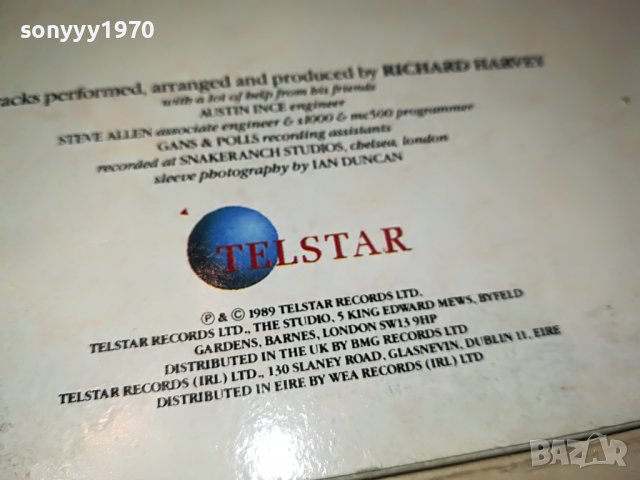 sonyyy1970
tracks performed, arranged and produced by RICHARD HARVEY
with a lot of help from his friends
AUSTIN INCE engineer
STEVE ALLEN associate engineer & s1000 & mc500 programmer
GANS & POLLS recording assistants
recorded at SNAKERANCH STUDIOS, chelsea, london
sleeve photography by IAN DUNCAN
TELSTAR
℗ & © 1989 TELSTAR RECORDS LTD.
TELSTAR RECORDS LTD., THE STUDIO, 5 KING EDWARD MEWS, BYFELD
GARDENS, BARNES, LONDON SW13 9HP
DISTRIBUTED IN THE UK BY BMG RECORDS LTD
TELSTAR RECORDS (IRL) LTD., 130 SLANEY ROAD, GLASNEVIN, DUBLIN 11, EIRE
DISTRIBUTED IN EIRE BY WEA RECORDS (IRL) LTD
BAZAR
bazar.bg